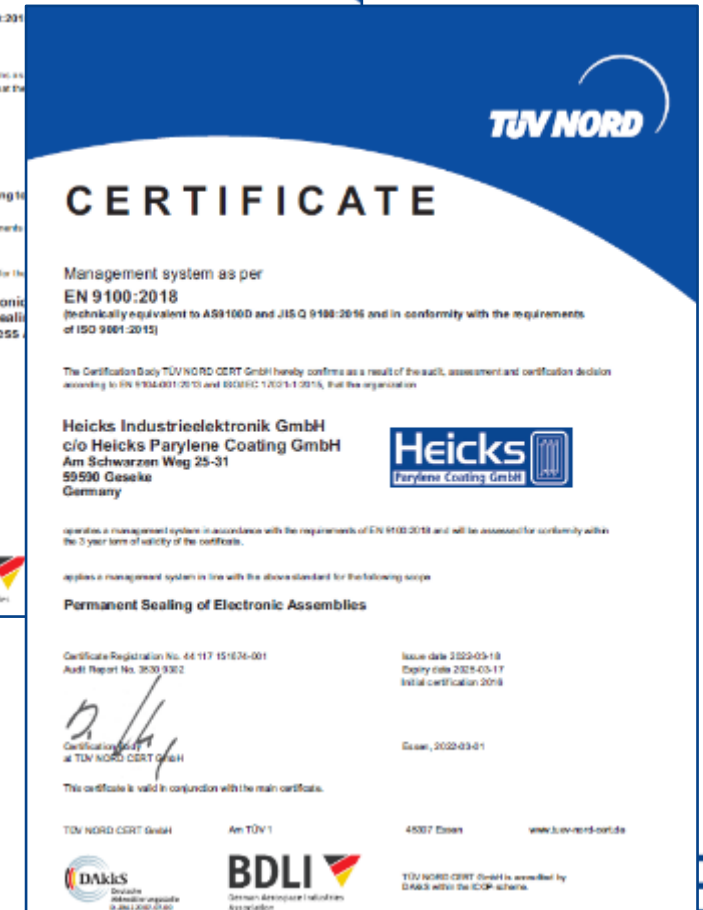 TÜV NORD
CERTIFICATE
Management system as per
EN 9100:2018
(technically equivalent to AS9100D and JIS Q 9100:2016 and in conformity with the requirements
of ISO 9001:2015)
The Certification Body TÜV NORD CERT GmbH hereby confirms as a result of the audit, assessment and certification decision
according to EN 9104-001:2013 and ISO/IEC 17021-1:2015, that the organization
Heicks Industrieelektronik GmbH
c/o Heicks Parylene Coating GmbH
Am Schwarzen Weg 25-31
59590 Geseke
Germany
Heicks
Parylene Coating GmbH
operates a management system in accordance with the requirements of EN 9100:2018 and will be assessed for conformity within
the 3 year term of validity of the certificate.
applies a management system in line with the above standard for the following scope
Permanent Sealing of Electronic Assemblies
Certificate Registration No. 44 117 151674-001
Audit Report No. 3530 9302
Issue date 2022-03-18
Expiry date 2025-03-17
Initial certification 2018
Certification Body
at TÜV NORD CERT GmbH
Essen, 2022-03-01
This certificate is valid in conjunction with the main certificate.
TÜV NORD CERT GmbH Am TÜV 1 45307 Essen www.tuev-nord-cert.de
DAkkS
Deutsche
Akkreditierungsstelle
BDLI
German Aerospace Industries
Association
TÜV NORD CERT GmbH is accredited by
DAkkS within the ICOP-scheme.